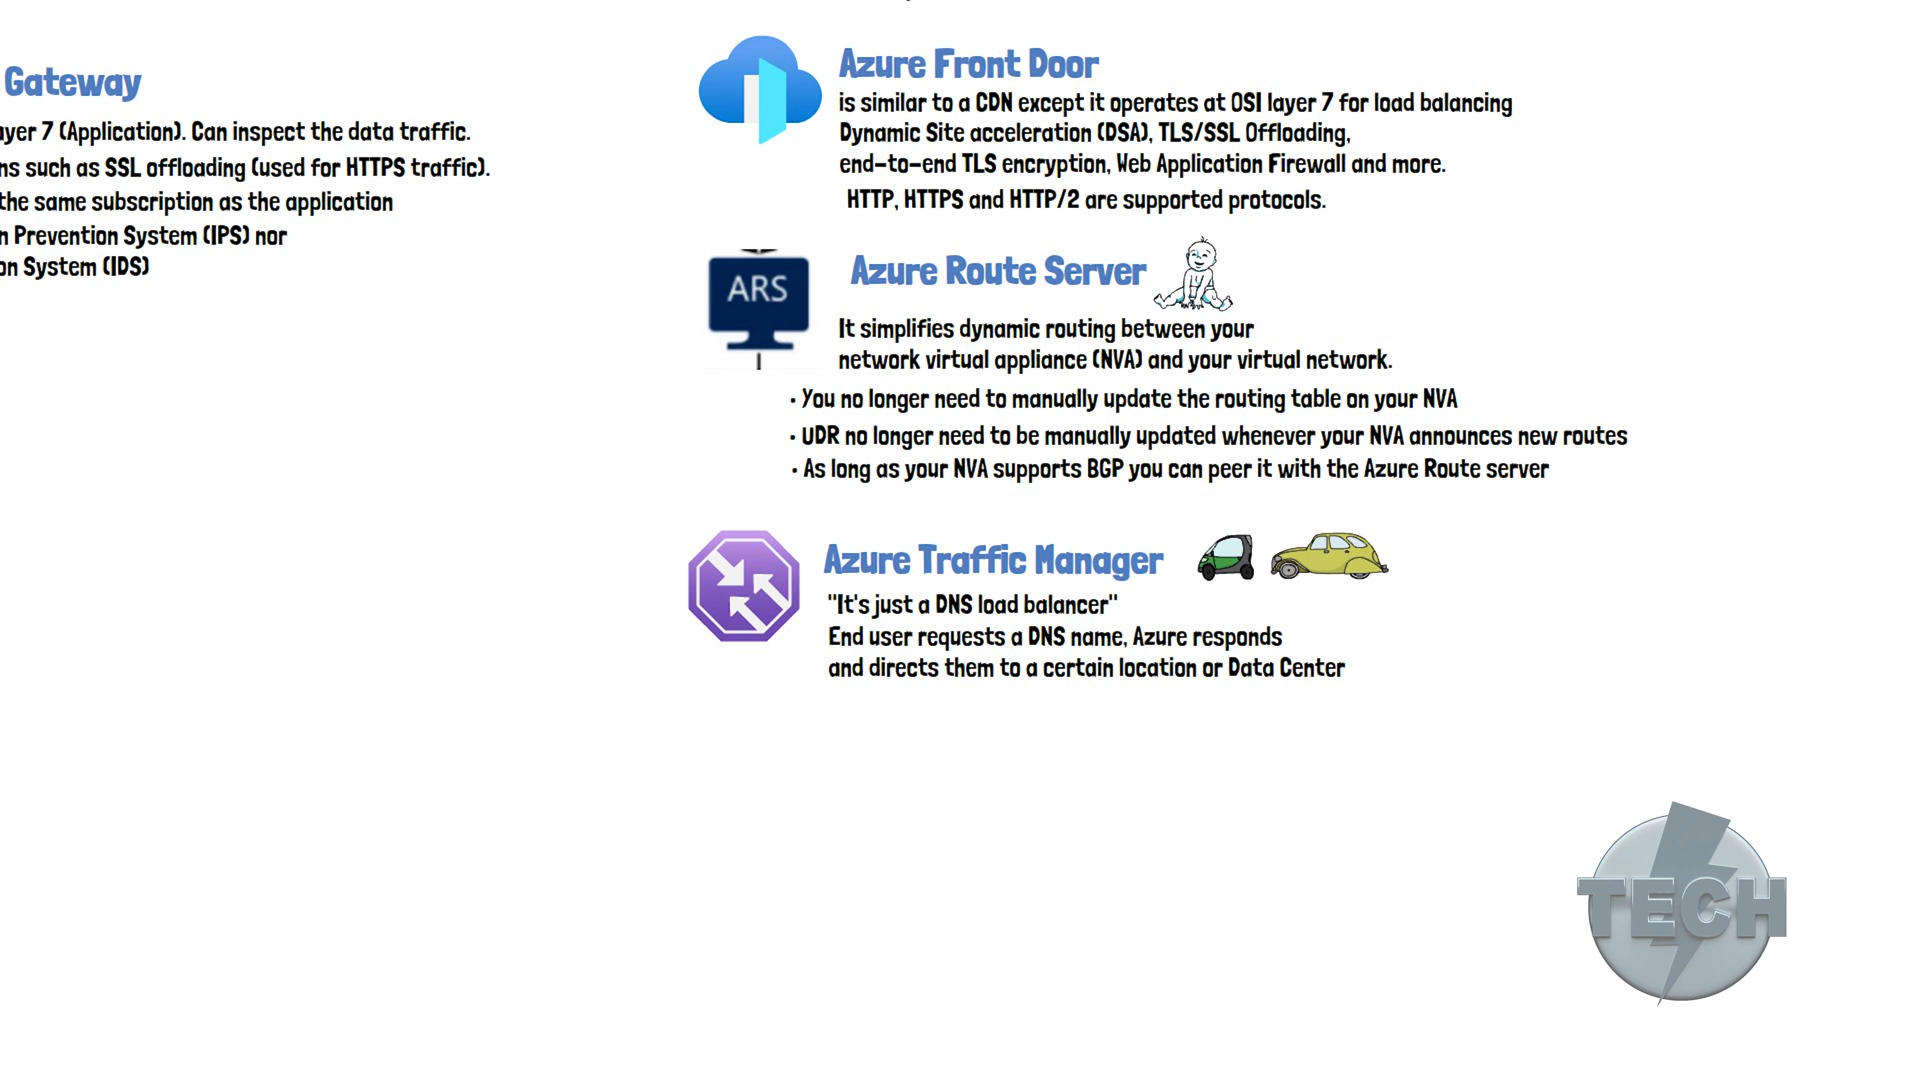 Gateway
ayer 7 (Application). Can inspect the data traffic.
ns such as SSL offloading (used for HTTPS traffic).
the same subscription as the application
n Prevention System (IPS) nor
on System (IDS)
Azure Front Door
is similar to a CDN except it operates at OSI layer 7 for load balancing
Dynamic Site acceleration (DSA), TLS/SSL Offloading,
end-to-end TLS encryption, Web Application Firewall and more.
HTTP, HTTPS and HTTP/2 are supported protocols.
ARS
Azure Route Server
It simplifies dynamic routing between your
network virtual appliance (NVA) and your virtual network.
• You no longer need to manually update the routing table on your NVA
• UDR no longer need to be manually updated whenever your NVA announces new routes
• As long as your NVA supports BGP you can peer it with the Azure Route server
Azure Traffic Manager
"It's just a DNS load balancer"
End user requests a DNS name, Azure responds
and directs them to a certain location or Data Center
TECH